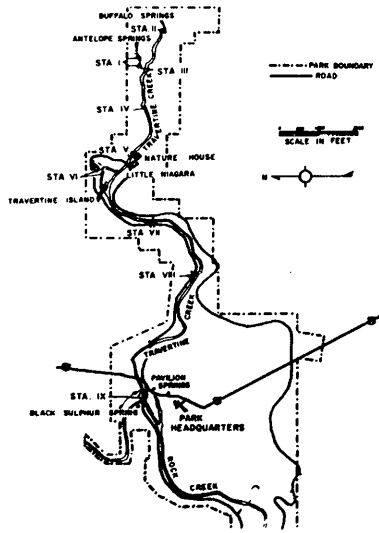 BUFFALO SPRINGS
STA II
ANTELOPE SPRINGS
STA I
STA III
STA IV
TRAVERTINE CREEK
STA V
NATURE HOUSE
STA VI
LITTLE NIAGARA
TRAVERTINE ISLAND
STA VII
STA VIII
TRAVERTINE CREEK
PAVILION SPRINGS
STA. IX
BLACK SULPHUR SPRING
PARK HEADQUARTERS
ROCK CREEK
PARK BOUNDARY
ROAD
SCALE IN FEET
N